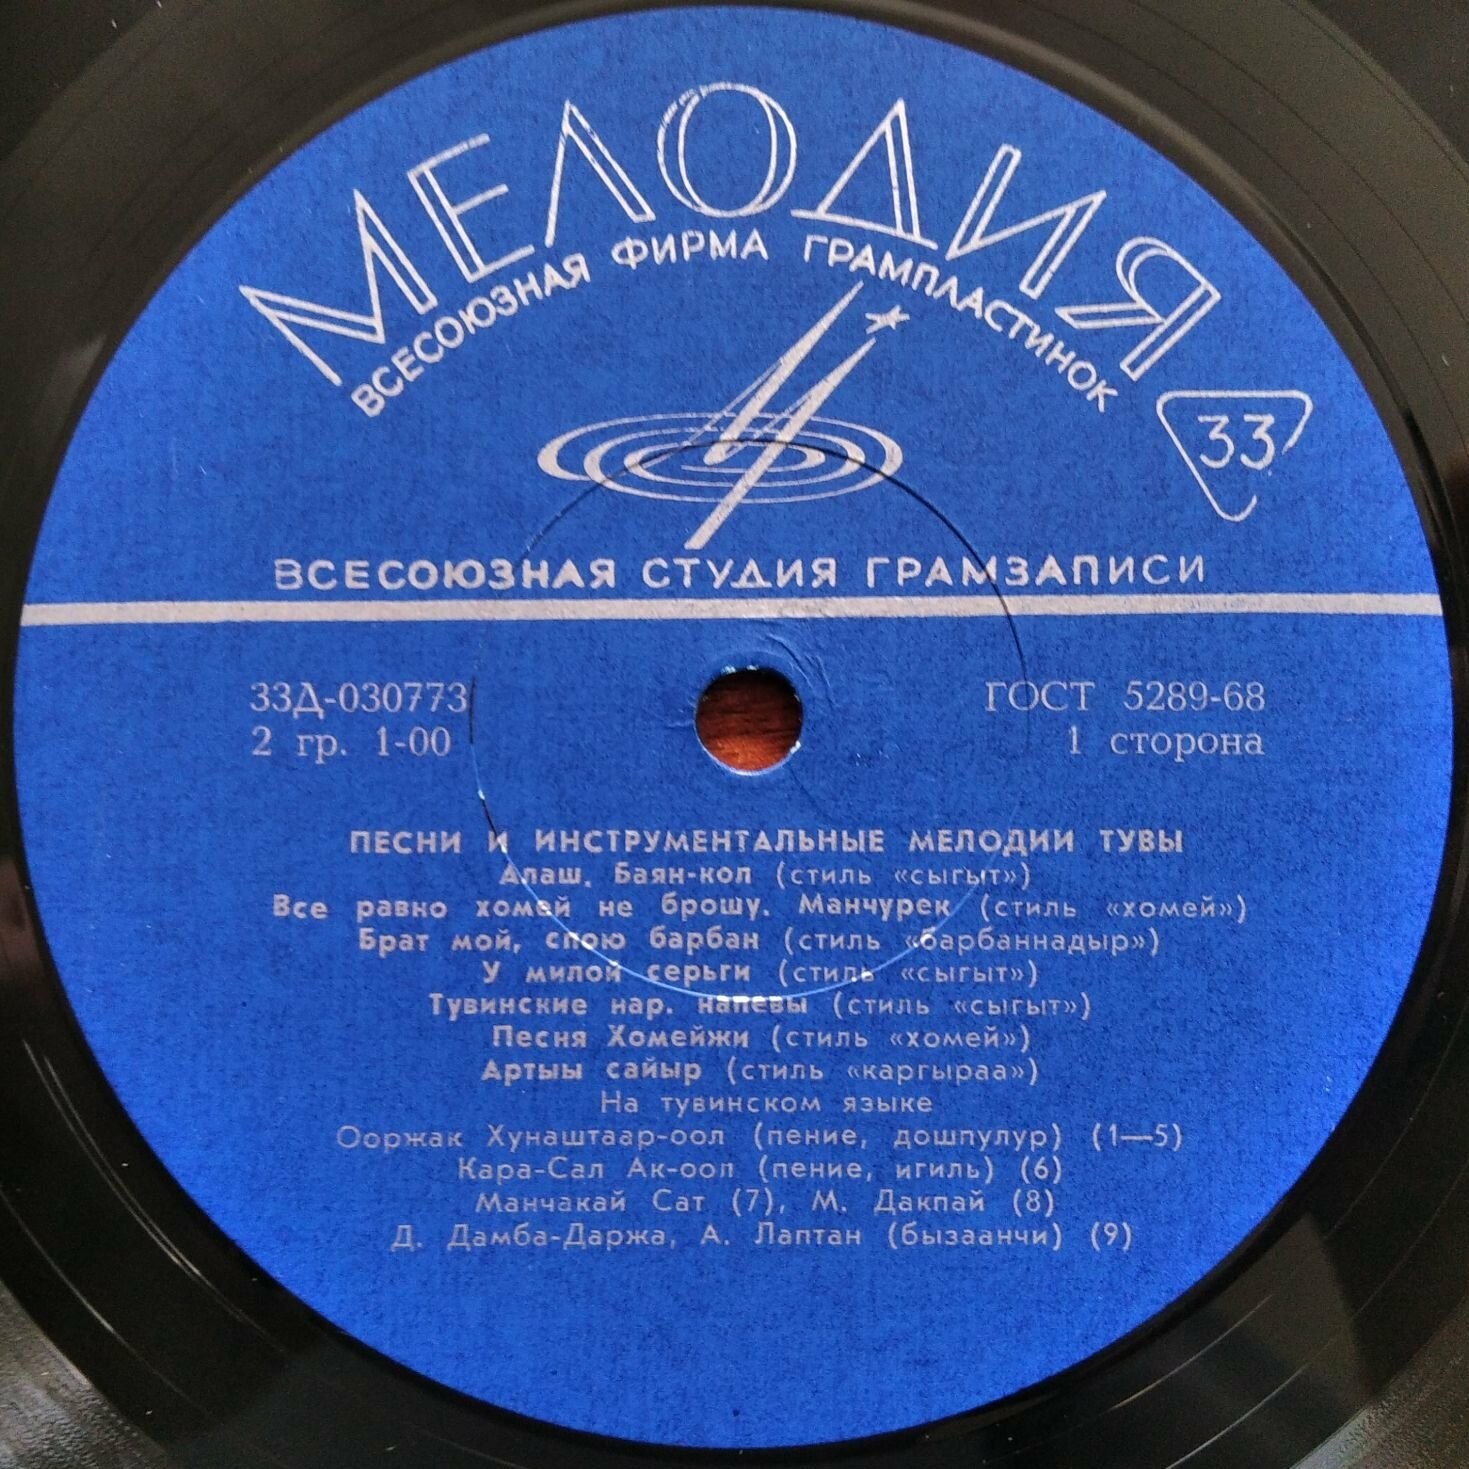 МЕЛОДИЯ
ВСЕСОЮЗНАЯ ФИРМА ГРАМПЛАСТИНОК
33
ВСЕСОЮЗНАЯ СТУДИЯ ГРАМЗАПИСИ
33Д-030773
ГОСТ 5289-68
2 гр. 1-00
1 сторона
ПЕСНИ И ИНСТРУМЕНТАЛЬНЫЕ МЕЛОДИИ ТУВЫ
Алаш. Баян-кол (стиль «сыгыт»)
Все равно хомей не брошу. Манчурек (стиль «хомей»)
Брат мой, спою барбан (стиль «барбаннадыр»)
У милой серьги (стиль «сыгыт»)
Тувинские нар. напевы (стиль «сыгыт»)
Песня Хомейжи (стиль «хомей»)
Артыы сайыр (стиль «каргыраа»)
На тувинском языке
Ооржак Хунаштаар-оол (пение, дошпулур) (1—5)
Кара-Сал Ак-оол (пение, игиль) (6)
Манчакай Сат (7), М. Дакпай (8)
Д. Дамба-Даржа, А. Лаптан (бызаанчи) (9)